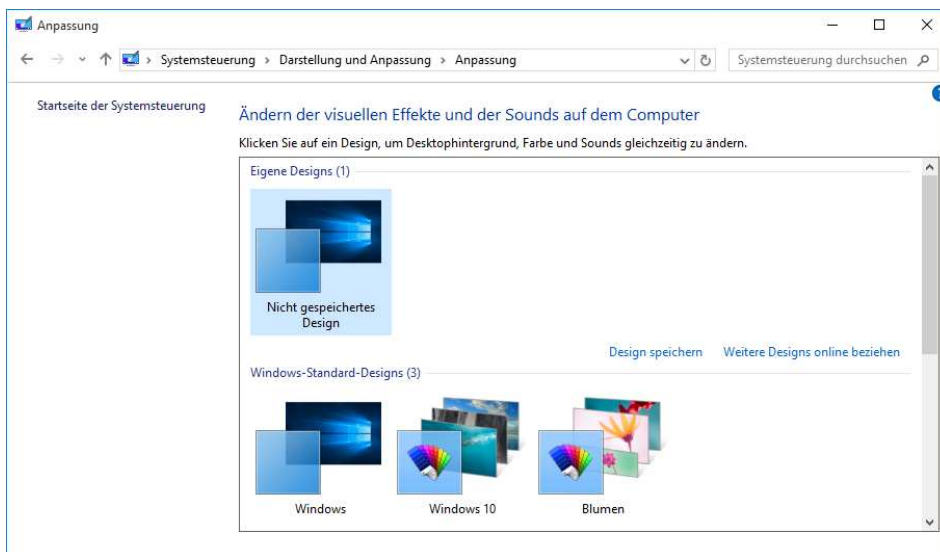 Anpassung
Systemsteuerung › Darstellung und Anpassung › Anpassung
Systemsteuerung durchsuchen
Startseite der Systemsteuerung
Ändern der visuellen Effekte und der Sounds auf dem Computer
Klicken Sie auf ein Design, um Desktophintergrund, Farbe und Sounds gleichzeitig zu ändern.
Eigene Designs (1)
Nicht gespeichertes
Design
Design speichern Weitere Designs online beziehen
Windows-Standard-Designs (3)
Windows Windows 10 Blumen